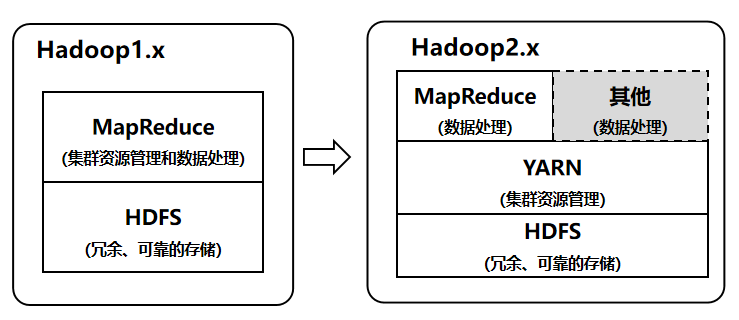 Hadoop1.x
MapReduce
(集群资源管理和数据处理)
HDFS
(冗余、可靠的存储)
Hadoop2.x
MapReduce
(数据处理)
其他
(数据处理)
YARN
(集群资源管理)
HDFS
(冗余、可靠的存储)